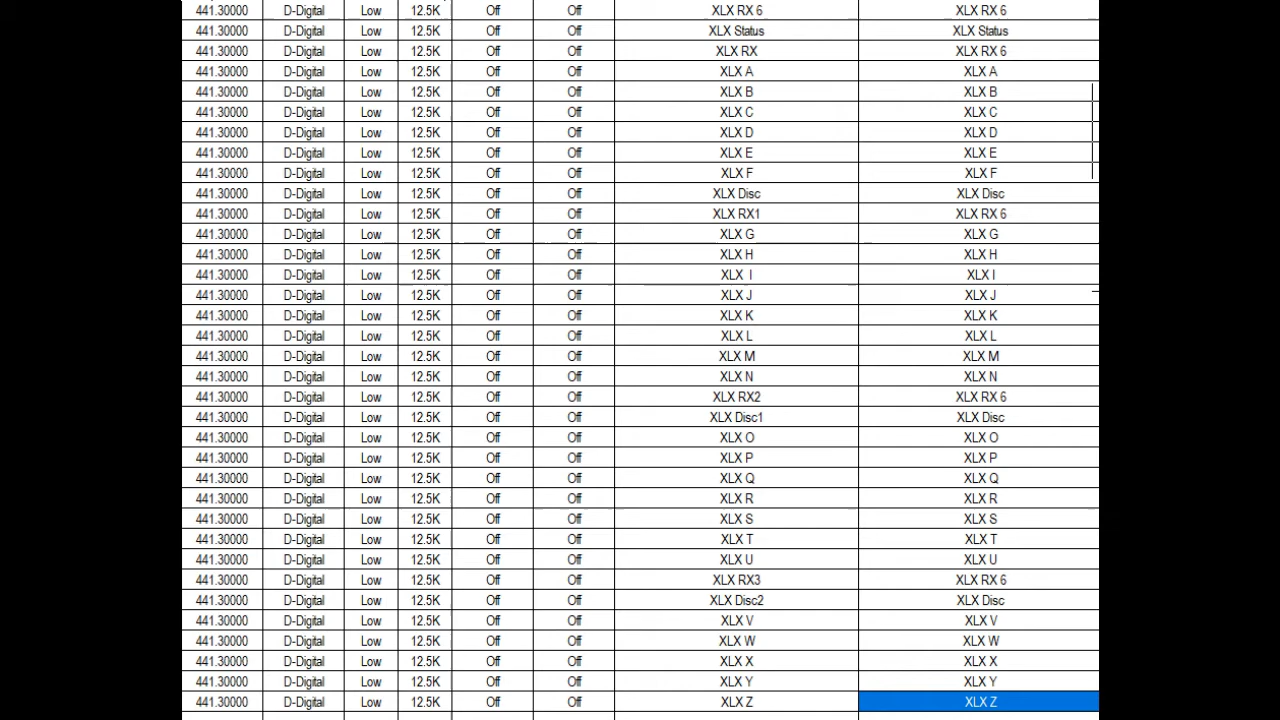 441.30000 D-Digital Low 12.5K Off Off XLX RX 6 XLX RX 6
441.30000 D-Digital Low 12.5K Off Off XLX Status XLX Status
441.30000 D-Digital Low 12.5K Off Off XLX RX XLX RX 6
441.30000 D-Digital Low 12.5K Off Off XLX A XLX A
441.30000 D-Digital Low 12.5K Off Off XLX B XLX B
441.30000 D-Digital Low 12.5K Off Off XLX C XLX C
441.30000 D-Digital Low 12.5K Off Off XLX D XLX D
441.30000 D-Digital Low 12.5K Off Off XLX E XLX E
441.30000 D-Digital Low 12.5K Off Off XLX F XLX F
441.30000 D-Digital Low 12.5K Off Off XLX Disc XLX Disc
441.30000 D-Digital Low 12.5K Off Off XLX RX1 XLX RX 6
441.30000 D-Digital Low 12.5K Off Off XLX G XLX G
441.30000 D-Digital Low 12.5K Off Off XLX H XLX H
441.30000 D-Digital Low 12.5K Off Off XLX I XLX I
441.30000 D-Digital Low 12.5K Off Off XLX J XLX J
441.30000 D-Digital Low 12.5K Off Off XLX K XLX K
441.30000 D-Digital Low 12.5K Off Off XLX L XLX L
441.30000 D-Digital Low 12.5K Off Off XLX M XLX M
441.30000 D-Digital Low 12.5K Off Off XLX N XLX N
441.30000 D-Digital Low 12.5K Off Off XLX RX2 XLX RX 6
441.30000 D-Digital Low 12.5K Off Off XLX Disc1 XLX Disc
441.30000 D-Digital Low 12.5K Off Off XLX O XLX O
441.30000 D-Digital Low 12.5K Off Off XLX P XLX P
441.30000 D-Digital Low 12.5K Off Off XLX Q XLX Q
441.30000 D-Digital Low 12.5K Off Off XLX R XLX R
441.30000 D-Digital Low 12.5K Off Off XLX S XLX S
441.30000 D-Digital Low 12.5K Off Off XLX T XLX T
441.30000 D-Digital Low 12.5K Off Off XLX U XLX U
441.30000 D-Digital Low 12.5K Off Off XLX RX3 XLX RX 6
441.30000 D-Digital Low 12.5K Off Off XLX Disc2 XLX Disc
441.30000 D-Digital Low 12.5K Off Off XLX V XLX V
441.30000 D-Digital Low 12.5K Off Off XLX W XLX W
441.30000 D-Digital Low 12.5K Off Off XLX X XLX X
441.30000 D-Digital Low 12.5K Off Off XLX Y XLX Y
441.30000 D-Digital Low 12.5K Off Off XLX Z XLX Z